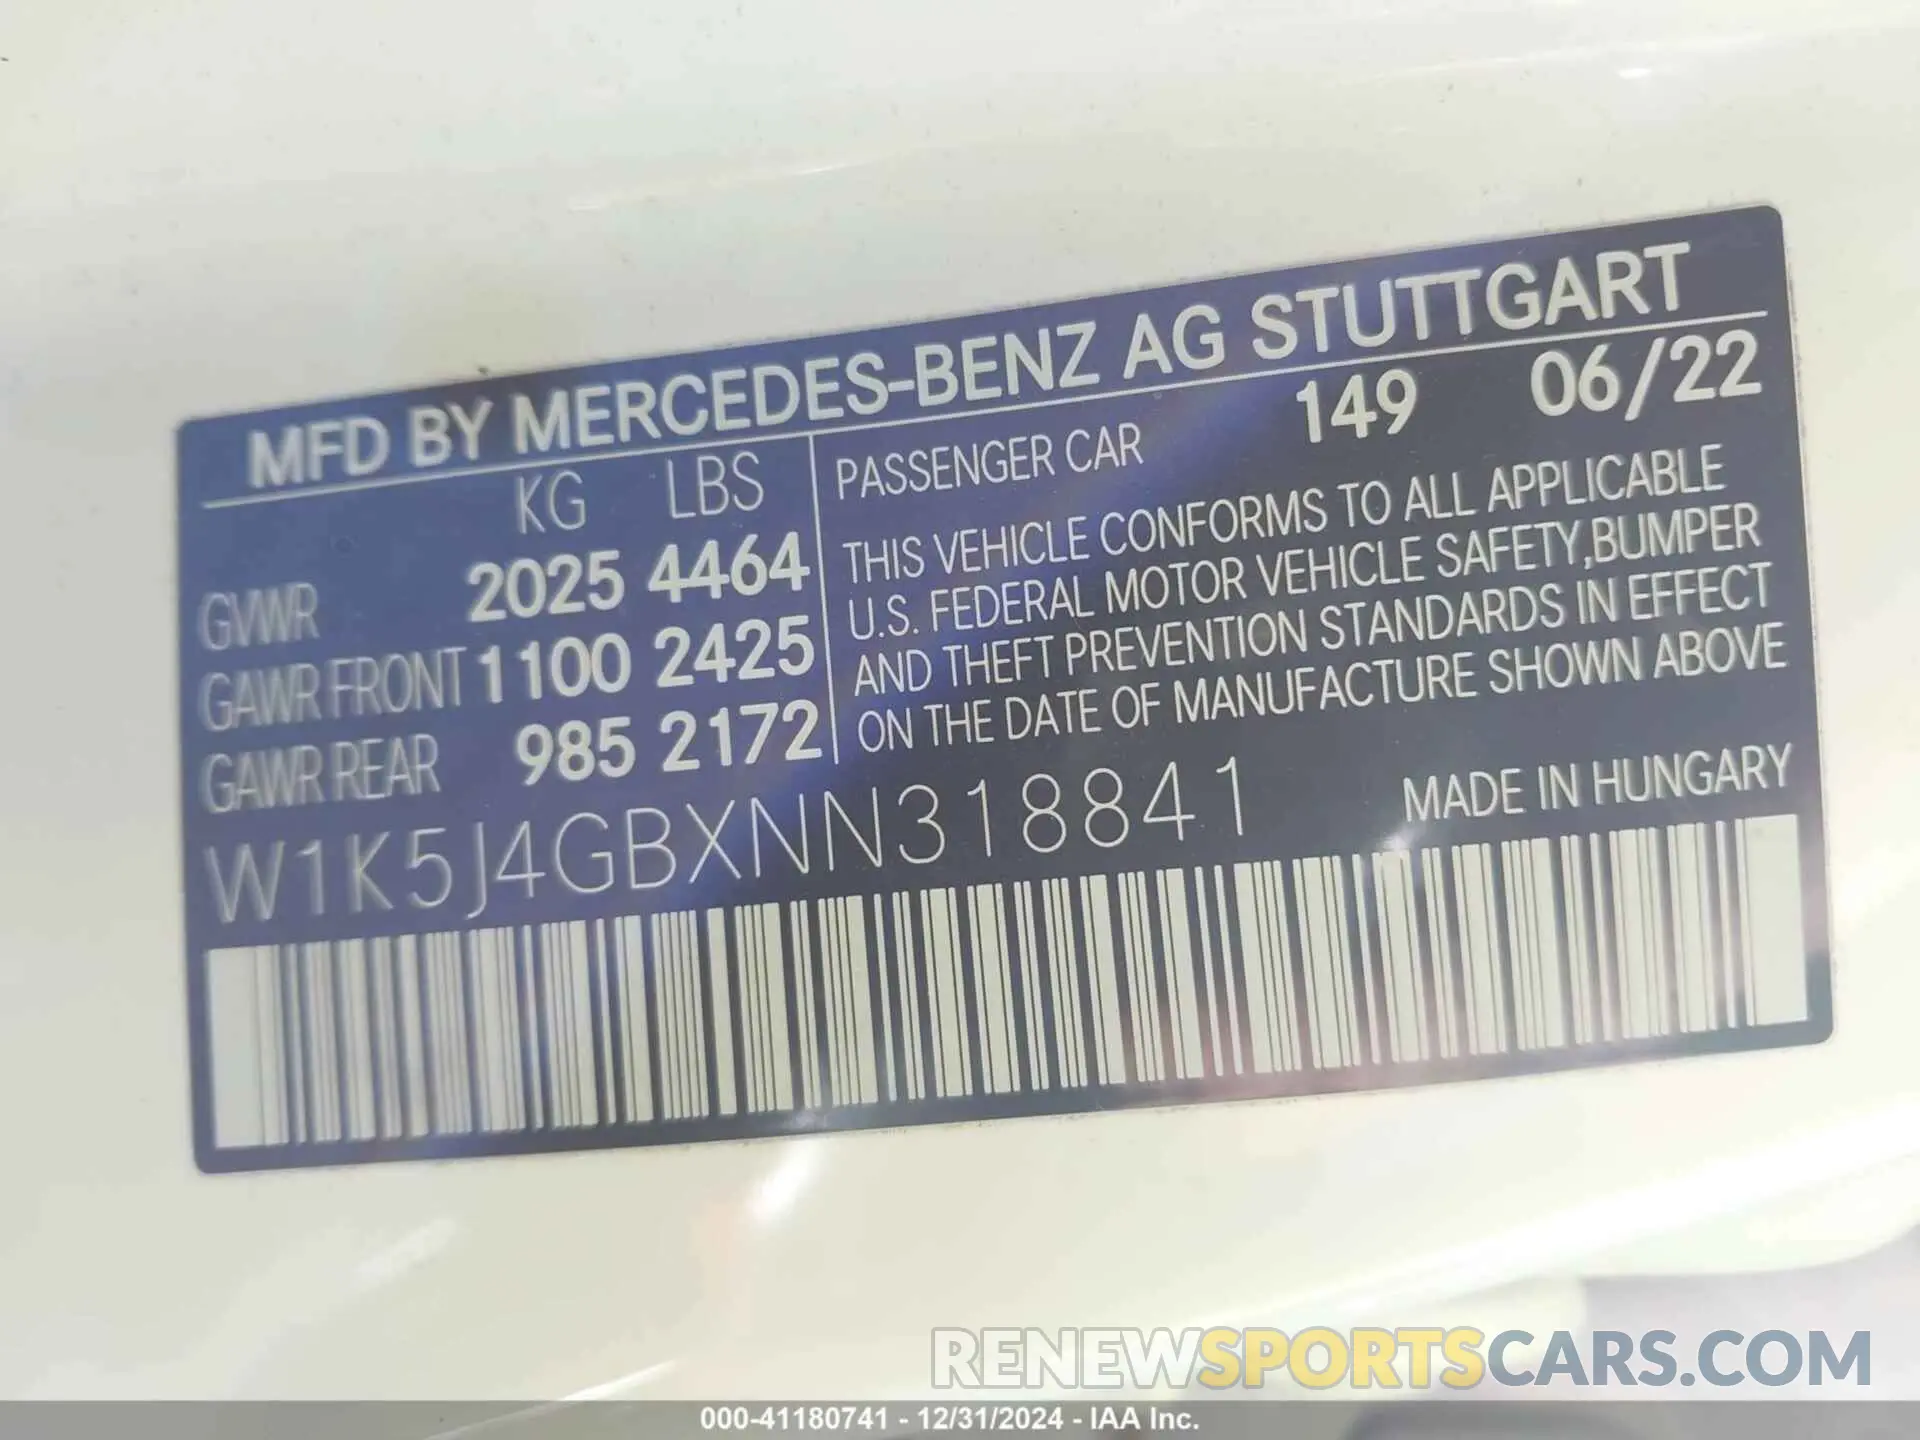 MFD BY MERCEDES-BENZ AG STUTTGART
KG LBS
GVWR 2025 4464
GAWR FRONT 1100 2425
GAWR REAR 985 2172
PASSENGER CAR 149 06/22
THIS VEHICLE CONFORMS TO ALL APPLICABLE
U.S. FEDERAL MOTOR VEHICLE SAFETY,BUMPER
AND THEFT PREVENTION STANDARDS IN EFFECT
ON THE DATE OF MANUFACTURE SHOWN ABOVE
W1K5J4GBXNN318841
MADE IN HUNGARY
RENEWSPORTSCARS.COM
000-41180741 - 12/31/2024 - IAA Inc.